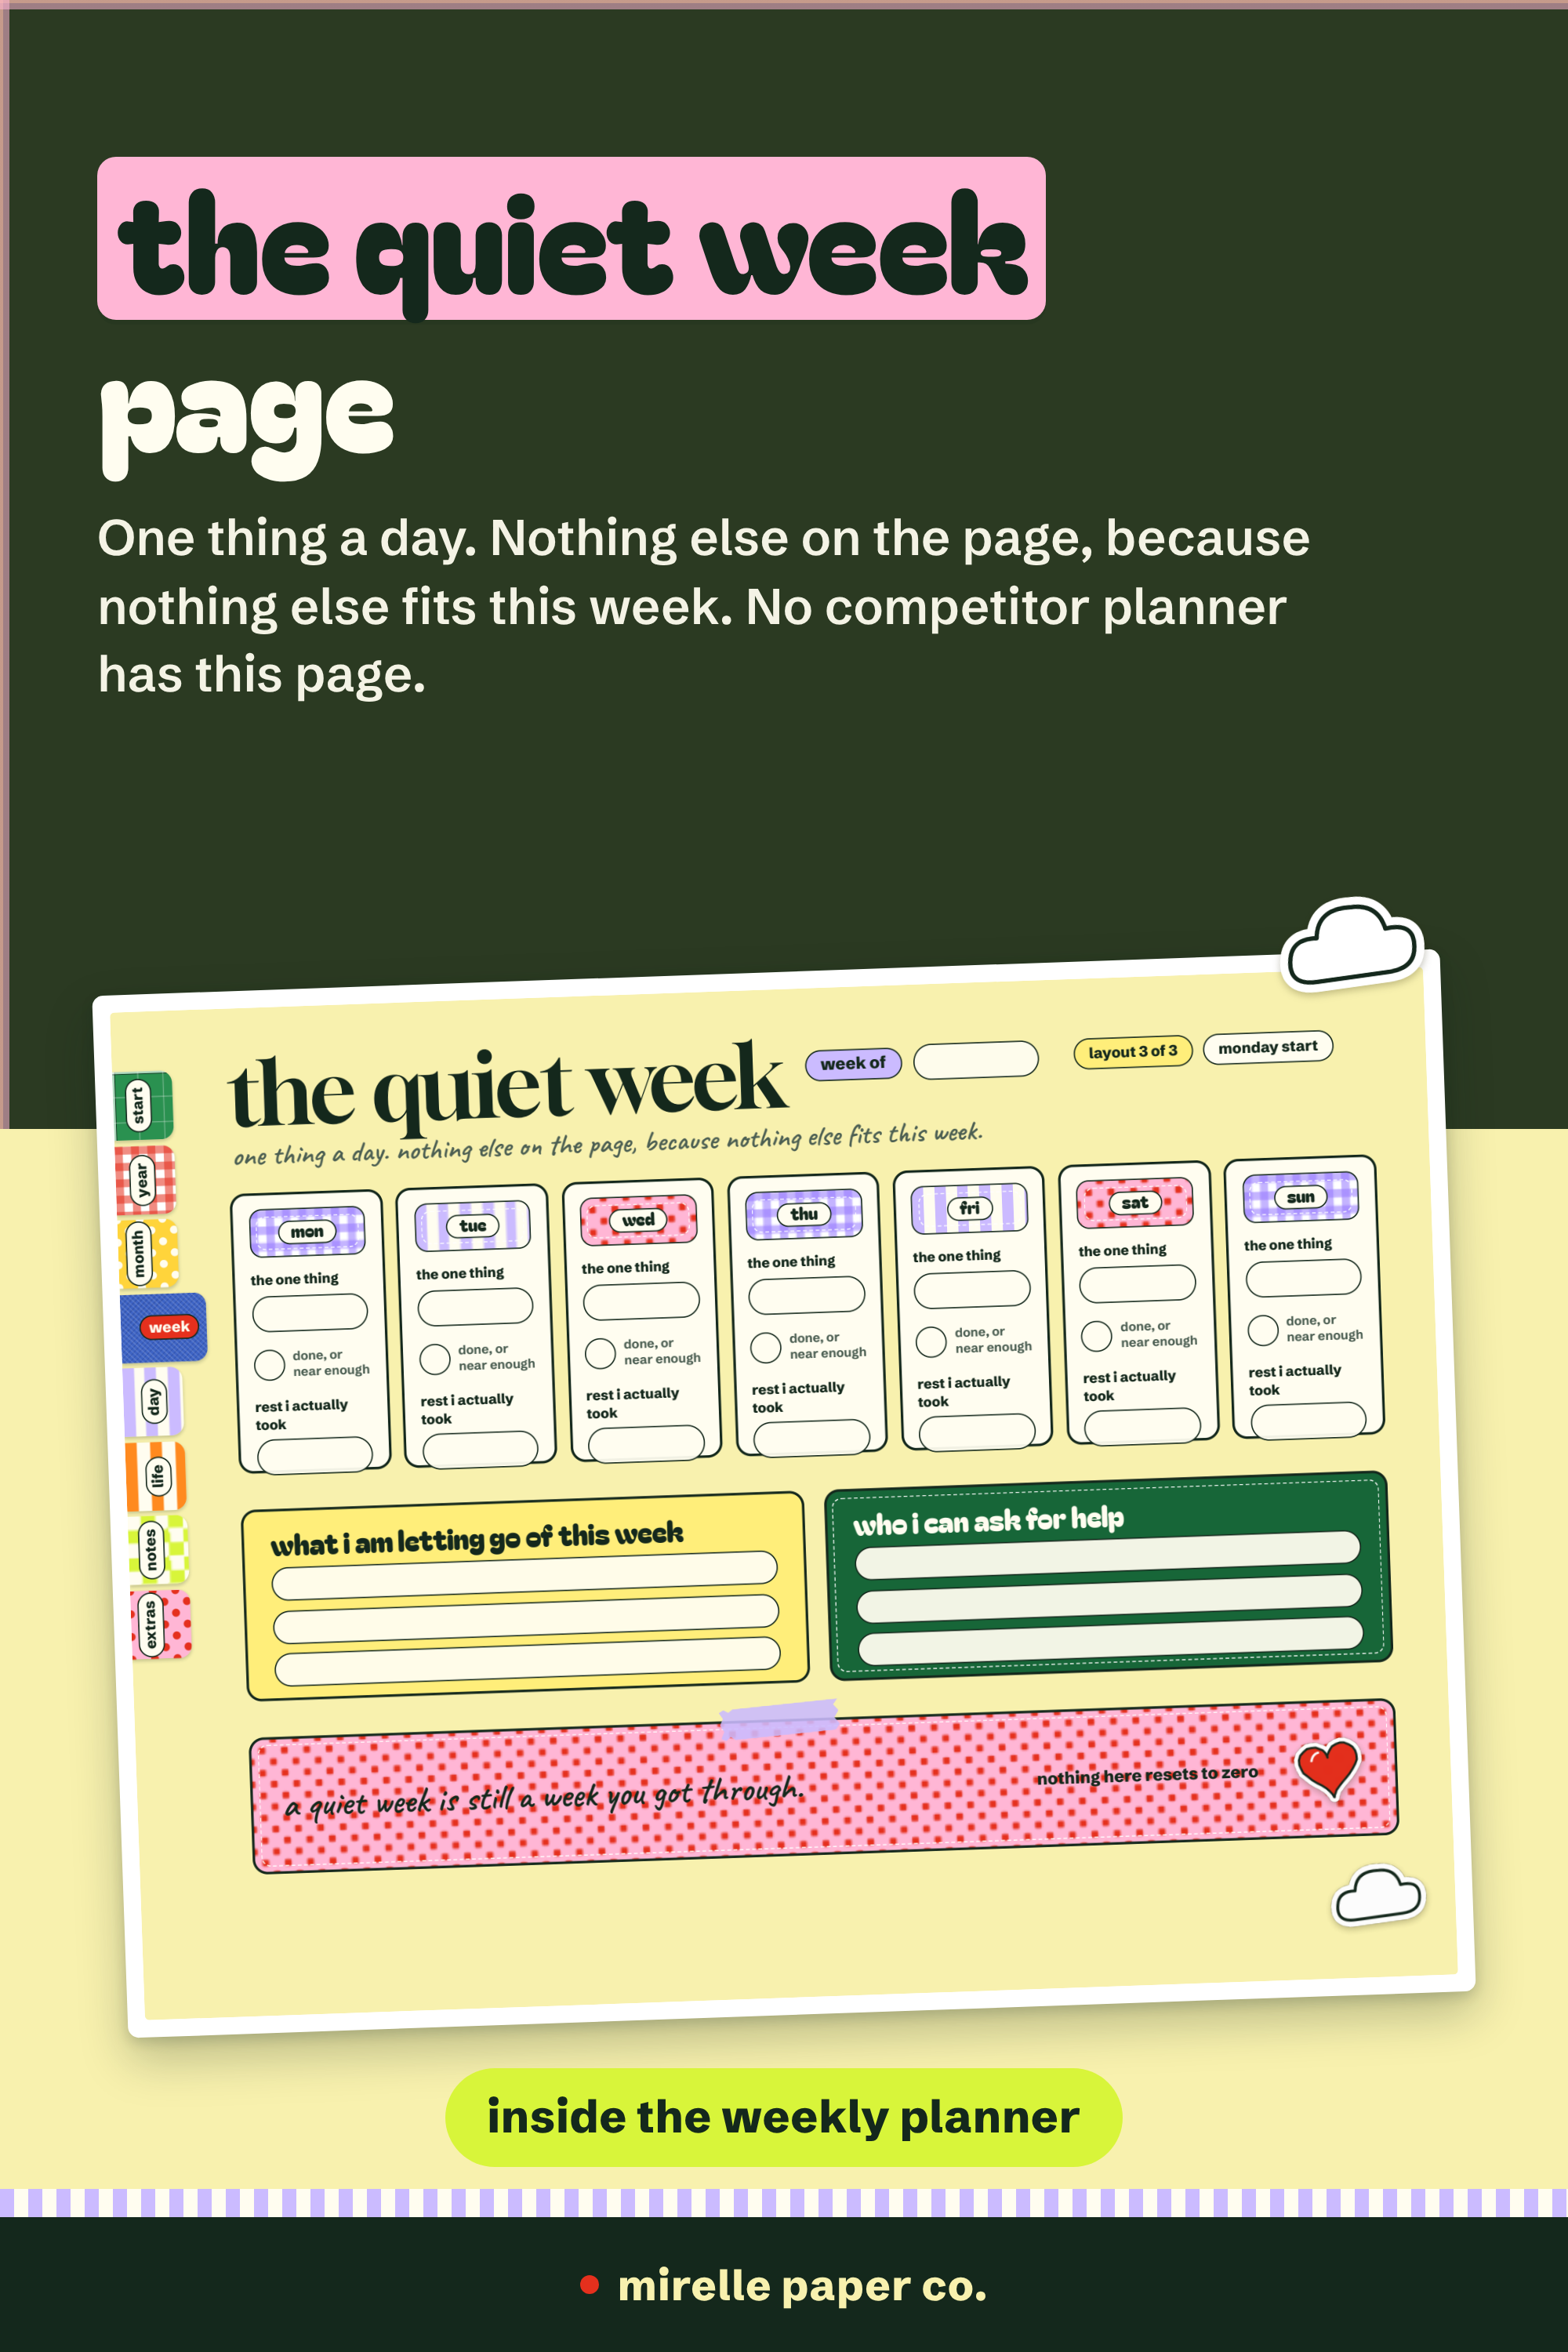 the quiet week
page
One thing a day. Nothing else on the page, because
nothing else fits this week. No competitor planner
has this page.
the quiet week
week of
layout 3 of 3
monday start
one thing a day. nothing else on the page, because nothing else fits this week.
start
year
month
week
day
life
notes
extras
mon
the one thing
done, or
near enough
rest i actually
took
tue
the one thing
done, or
near enough
rest i actually
took
wed
the one thing
done, or
near enough
rest i actually
took
thu
the one thing
done, or
near enough
rest i actually
took
fri
the one thing
done, or
near enough
rest i actually
took
sat
the one thing
done, or
near enough
rest i actually
took
sun
the one thing
done, or
near enough
rest i actually
took
what i am letting go of this week
who i can ask for help
a quiet week is still a week you got through.
nothing here resets to zero
inside the weekly planner
mirelle paper co.